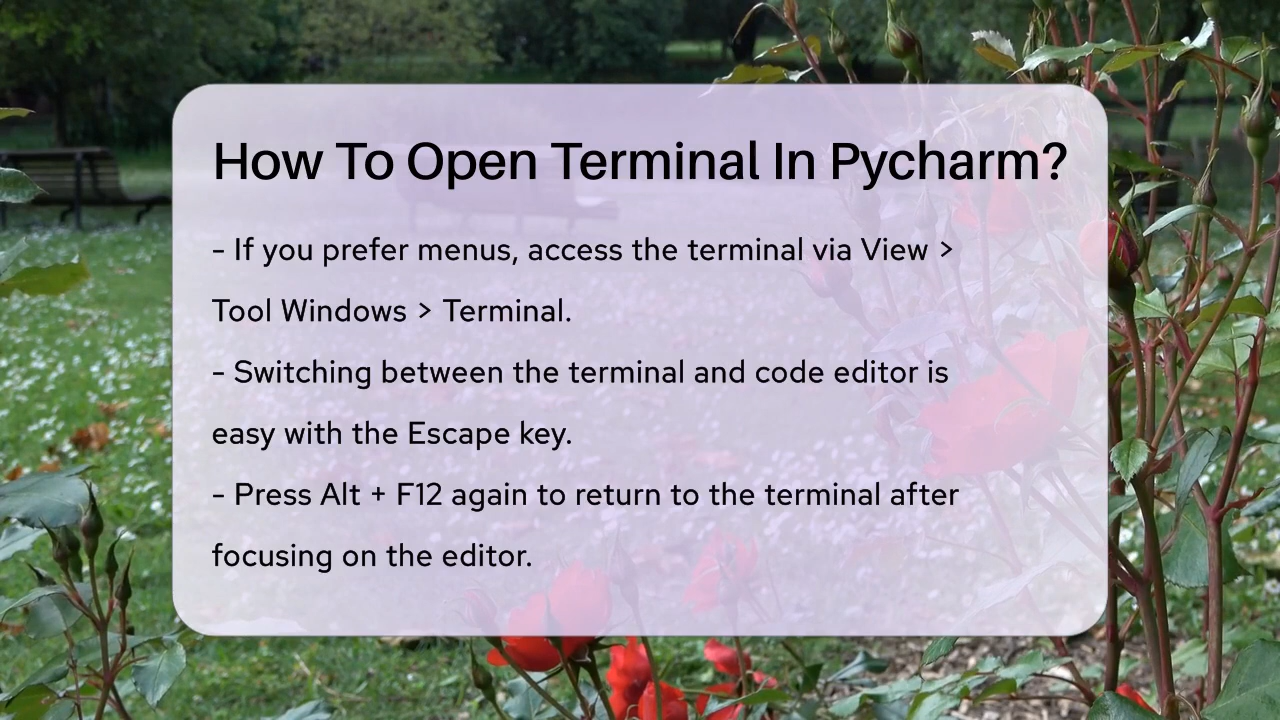 How To Open Terminal In Pycharm?
- If you prefer menus, access the terminal via View >
Tool Windows > Terminal.
- Switching between the terminal and code editor is
easy with the Escape key.
- Press Alt + F12 again to return to the terminal after
focusing on the editor.